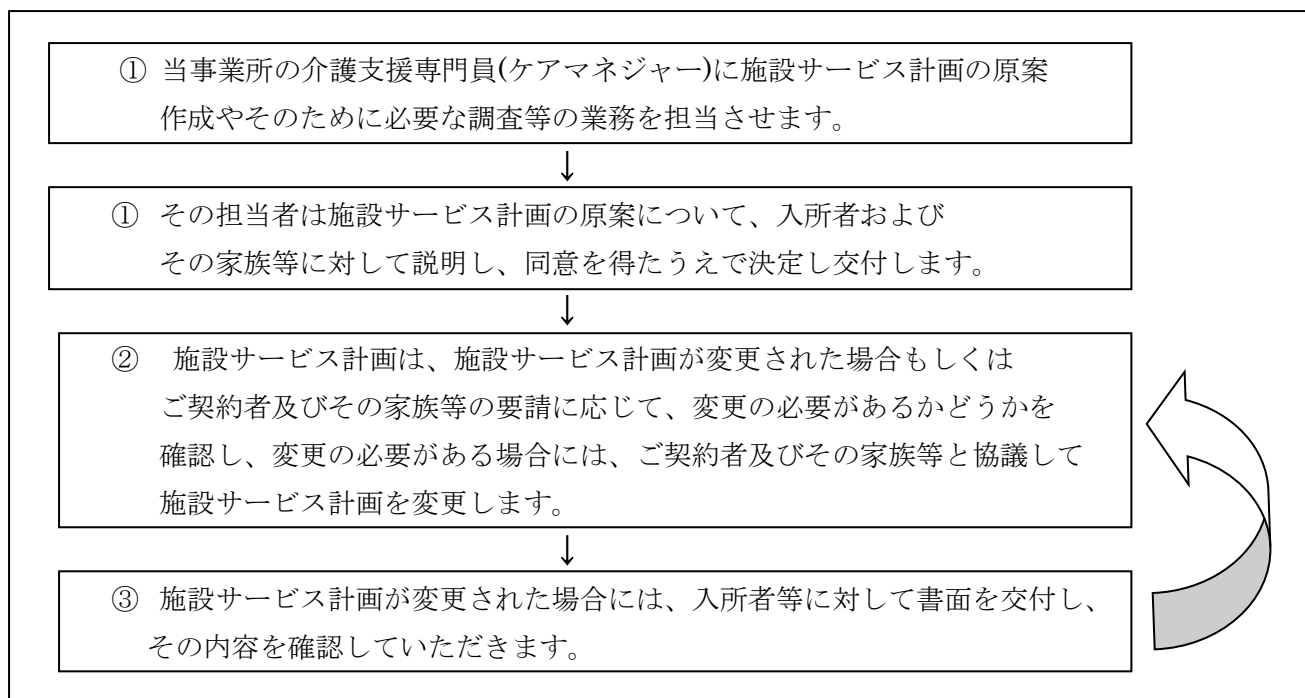 ① 当事業所の介護支援専門員(ケアマネジャー)に施設サービス計画の原案
作成やそのために必要な調査等の業務を担当させます。
↓
① その担当者は施設サービス計画の原案について、入所者および
その家族等に対して説明し、同意を得たうえで決定し交付します。
↓
② 施設サービス計画は、施設サービス計画が変更された場合もしくは
ご契約者及びその家族等の要請に応じて、変更の必要があるかどうかを
確認し、変更の必要がある場合には、ご契約者及びその家族等と協議して
施設サービス計画を変更します。
↓
③ 施設サービス計画が変更された場合には、入所者等に対して書面を交付し、
その内容を確認していただきます。